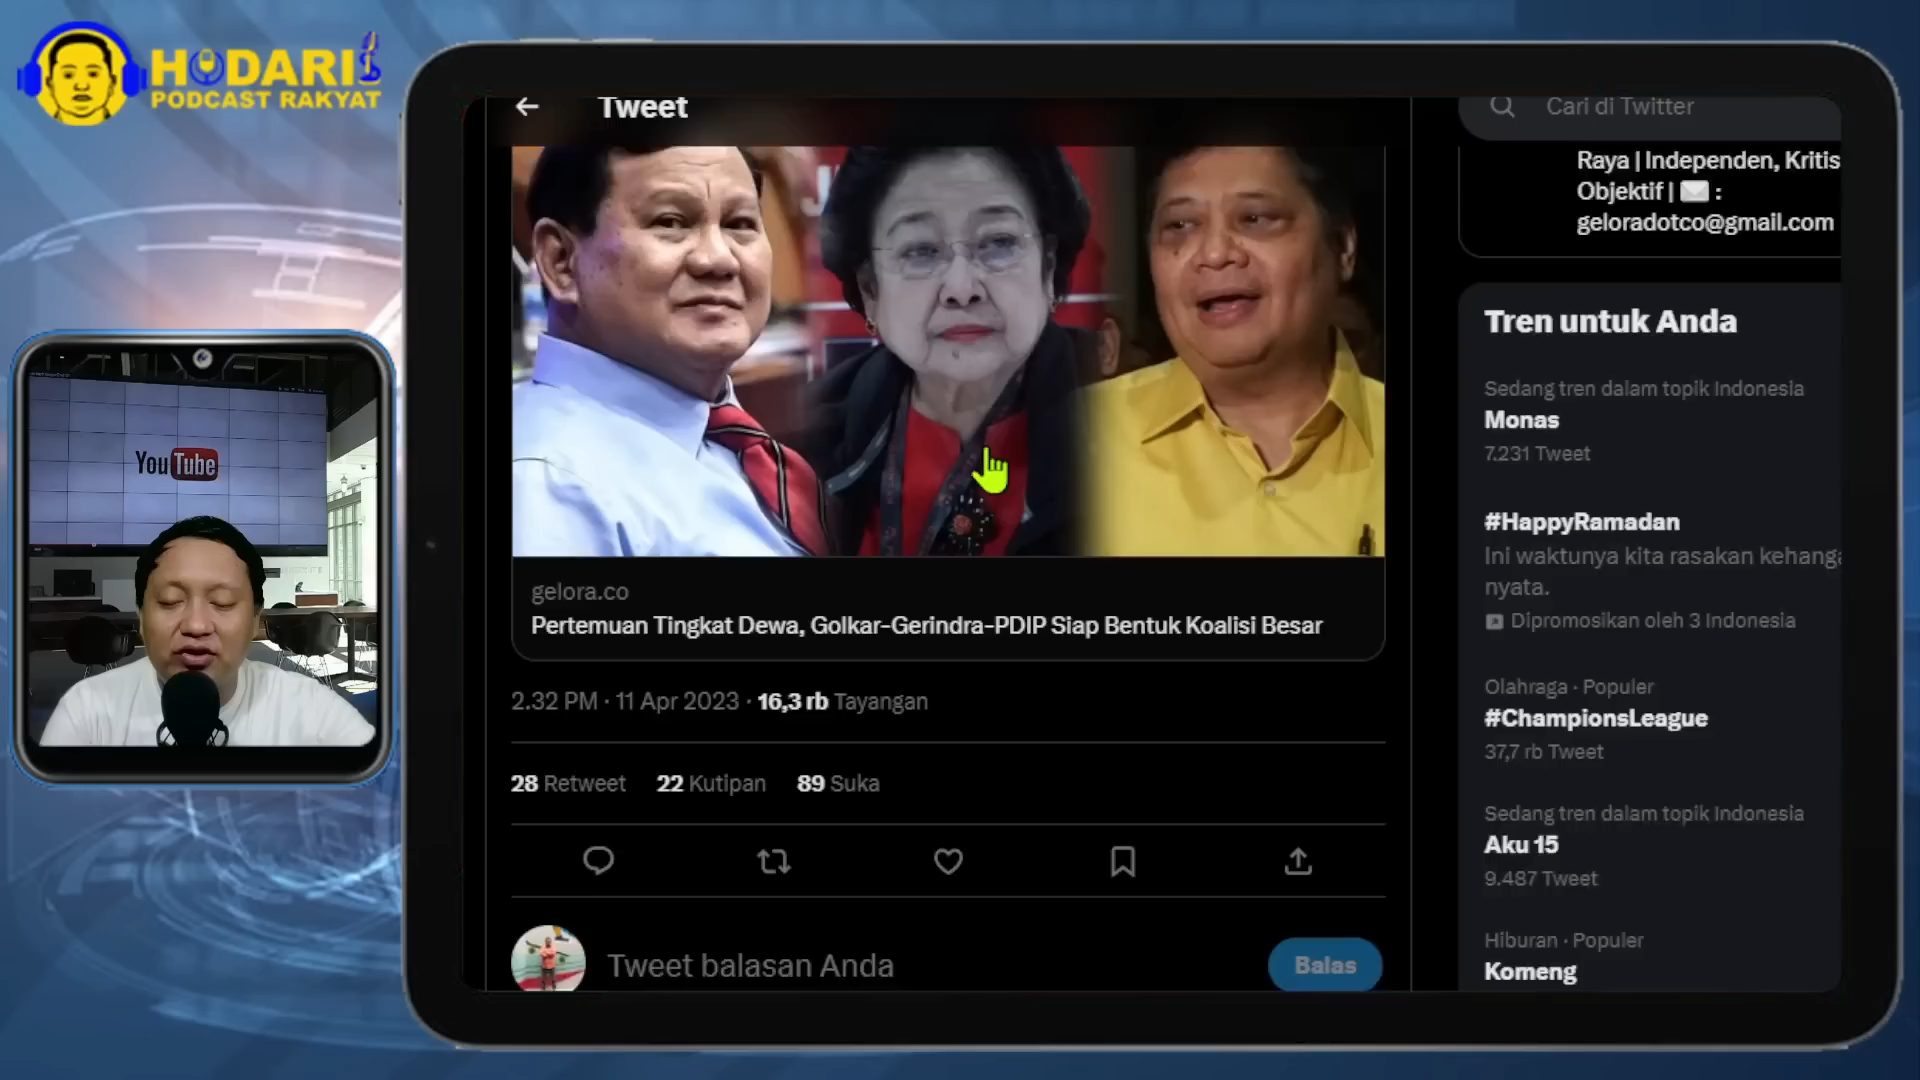 HODARI
PODCAST RAKYAT
YouTube
Tweet
gelora.co
Pertemuan Tingkat Dewa, Golkar-Gerindra-PDIP Siap Bentuk Koalisi Besar
2.32 PM · 11 Apr 2023 · 16,3 rb Tayangan
28 Retweet 22 Kutipan 89 Suka
Tweet balasan Anda
Balas
Cari di Twitter
Raya | Independen, Kritis
Objektif | ✉ :
geloradotco@gmail.com
Tren untuk Anda
Sedang tren dalam topik Indonesia
Monas
7.231 Tweet
#HappyRamadan
Ini waktunya kita rasakan kehanga
nyata.
Dipromosikan oleh 3 Indonesia
Olahraga · Populer
#ChampionsLeague
37,7 rb Tweet
Sedang tren dalam topik Indonesia
Aku 15
9.487 Tweet
Hiburan · Populer
Komeng